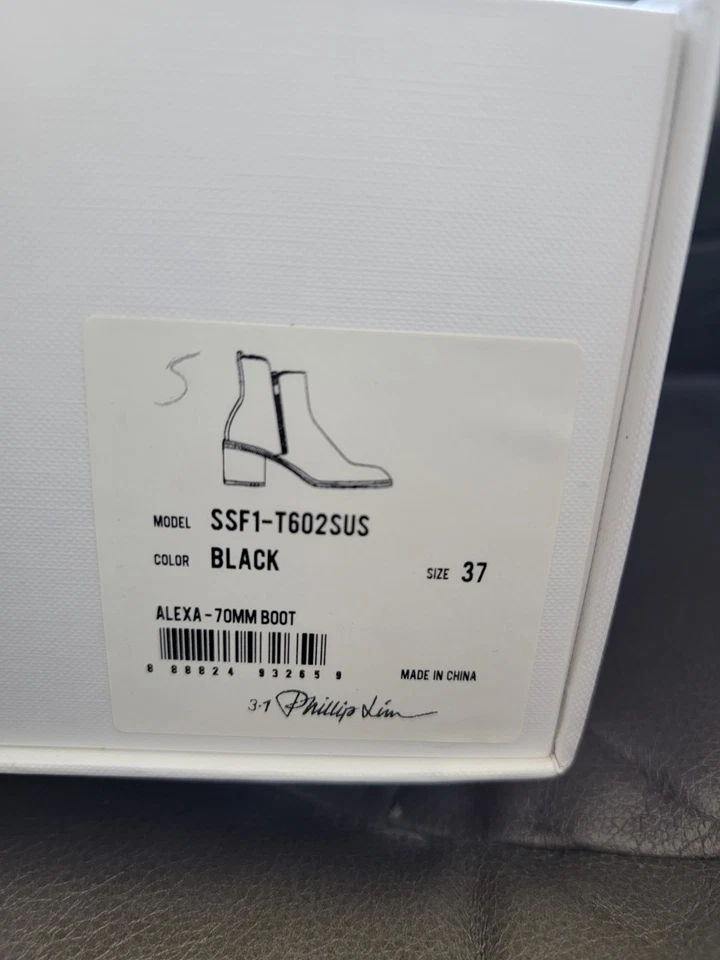 5
MODEL SSF1-T602SUS
COLOR BLACK
SIZE 37
ALEXA-70MM BOOT
8 88824 93265 9
MADE IN CHINA
3·1 Phillip Lim